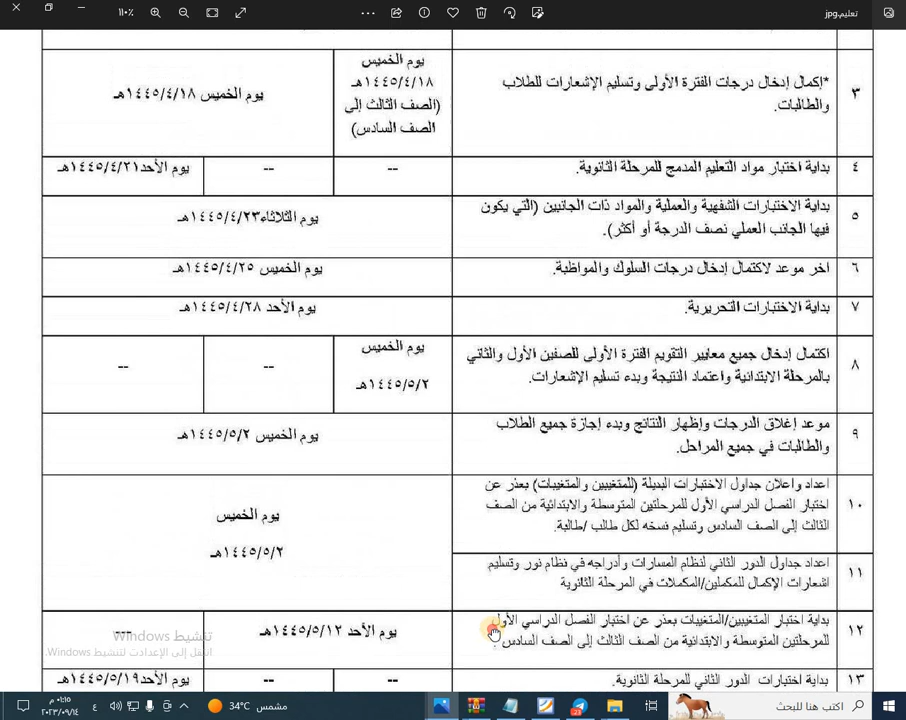 ١١٠٪
تعليم.jpg
٣
*إكمال إدخال درجات الفترة الأولى وتسليم الإشعارات للطلاب
والطالبات.
يوم الخميس
١٤٤٥/٤/١٨هـ
(الصف الثالث إلى
الصف السادس)
يوم الخميس ١٤٤٥/٤/١٨هـ
٤
بداية اختبار مواد التعليم المدمج للمرحلة الثانوية.
--
--
يوم الأحد١٤٤٥/٤/٢١هـ
٥
بداية الاختبارات الشفهية والعملية والمواد ذات الجانبين (التي يكون
فيها الجانب العملي نصف الدرجة أو أكثر).
يوم الثلاثاء١٤٤٥/٤/٢٣هـ
٦
اخر موعد لاكتمال إدخال درجات السلوك والمواظبة.
يوم الخميس ١٤٤٥/٤/٢٥هـ
٧
بداية الاختبارات التحريرية.
يوم الأحد ١٤٤٥/٤/٢٨هـ
٨
اكتمال إدخال جميع معايير التقويم الفترة الأولى للصفين الأول والثاني
بالمرحلة الابتدائية واعتماد النتيجة وبدء تسليم الإشعارات.
يوم الخميس
١٤٤٥/٥/٢هـ
--
--
٩
موعد إغلاق الدرجات وإظهار النتائج وبدء إجازة جميع الطلاب
والطالبات في جميع المراحل.
يوم الخميس ١٤٤٥/٥/٢هـ
١٠
اعداد واعلان جداول الاختبارات البديلة (للمتغيبين والمتغيبات) بعذر عن
اختبار الفصل الدراسي الأول للمرحلتين المتوسطة والابتدائية من الصف
الثالث إلى الصف السادس وتسليم نسخه لكل طالب /طالبة.
يوم الخميس
١٤٤٥/٥/٢هـ
١١
اعداد جداول الدور الثاني لنظام المسارات وأدراجه في نظام نور وتسليم
اشعارات الإكمال للمكملين/المكملات في المرحلة الثانوية
١٢
بداية اختبار المتغيبين/المتغيبات بعذر عن اختبار الفصل الدراسي الأول
للمرحلتين المتوسطة والابتدائية من الصف الثالث إلى الصف السادس .
يوم الأحد ١٤٤٥/٥/١٢هـ
--
تنشيط Windows
انتقل إلى الإعدادت لتنشيط Windows.
١٣
بداية اختبارات الدور الثاني للمرحلة الثانوية.
--
--
يوم الأحد١٤٤٥/٥/١٩هـ
اكتب هنا للبحث
23
مشمس
34°C
ع
٠١:١٥ م
٢٠٢٣/٠٩/١٤